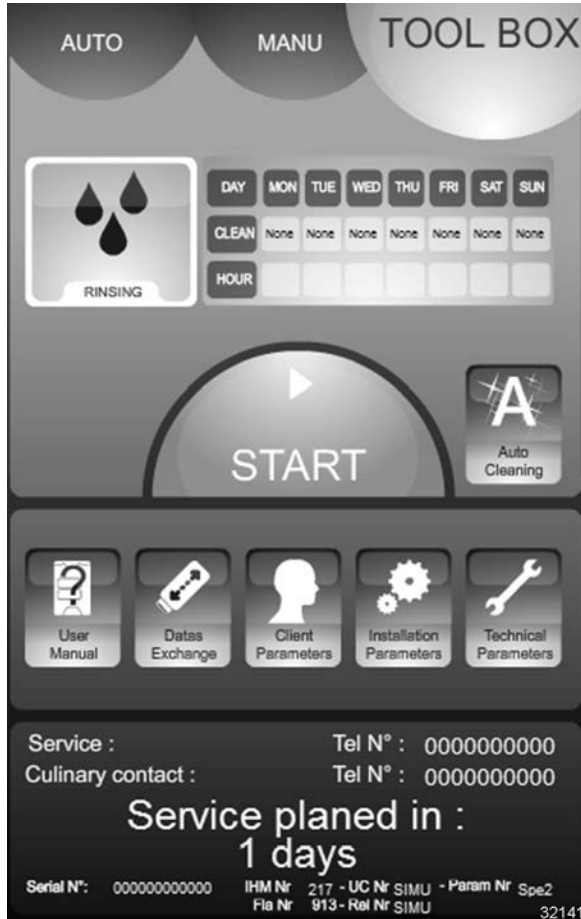 AUTO MANU TOOL BOX
DAY MON TUE WED THU FRI SAT SUN
CLEAN None None None None None None None
HOUR
RINSING
START
A
Auto
Cleaning
?
User
Manual
Datas
Exchange
Client
Parameters
Installation
Parameters
Technical
Parameters
Service : Tel N° : 0000000000
Culinary contact : Tel N° : 0000000000
Service planed in :
1 days
Serial N°: 000000000000 IHM Nr 217 - UC Nr SIMU - Param Nr Spe2
Fla Nr 913 - Rel Nr SIMU
32141